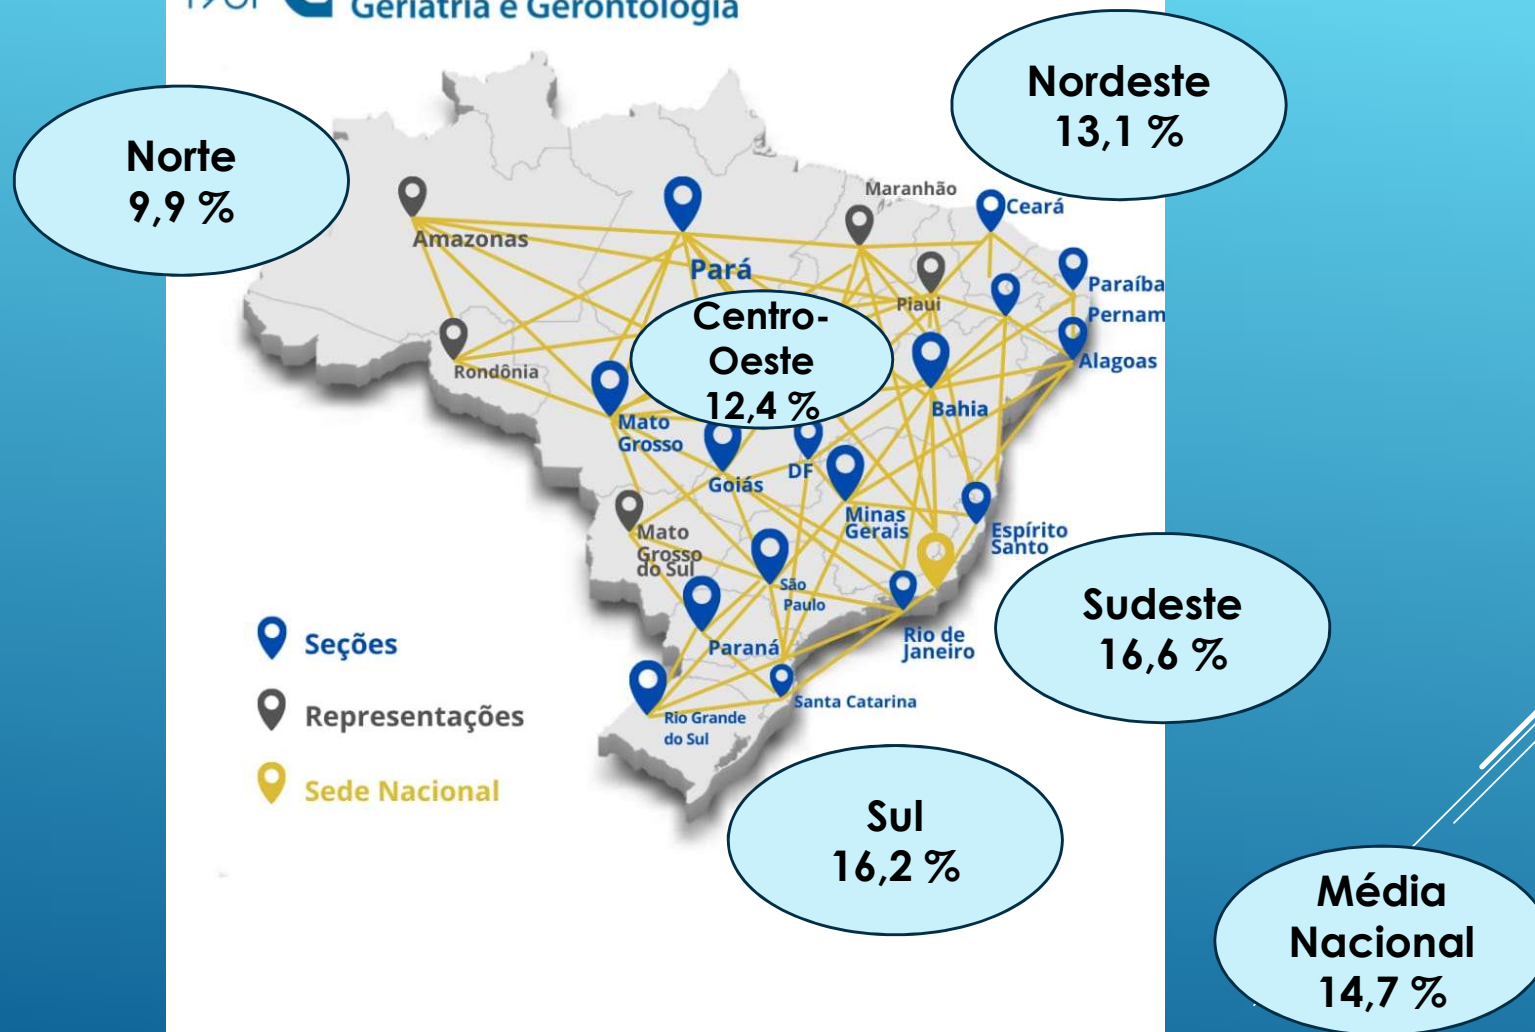 Geriatria e Gerontologia
Nordeste
13,1 %
Norte
9,9 %
Maranhão
Ceará
Amazonas
Pará
Paraíba
Piaui
Pernam
Centro-
Oeste
12,4 %
Alagoas
Rondônia
Bahia
Mato
Grosso
DF
Goiás
Minas
Gerais
Espírito
Santo
Mato
Grosso
do Sul
São
Paulo
Sudeste
16,6 %
Rio de
Janeiro
Paraná
Seções
Santa Catarina
Rio Grande
do Sul
Representações
Sede Nacional
Sul
16,2 %
Média
Nacional
14,7 %